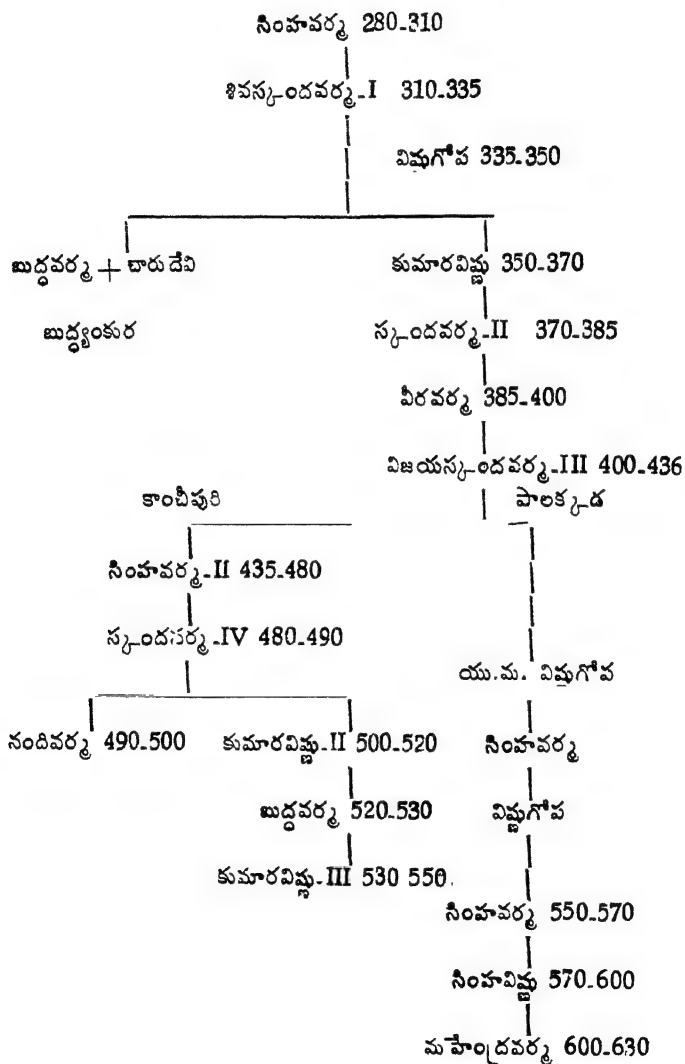 సింహవర్మ 280-310
శివస్కందవర్మ-I 310-335
విష్ణుగోప 335-350
బుద్ధవర్మ + చారుదేవి కుమారవిష్ణు 350-370
బుద్ధ్యంకుర స్కందవర్మ-II 370-385
వీరవర్మ 385-400
విజయస్కందవర్మ-III 400-436
కాంచీపురి పాలక్కడ
సింహవర్మ-II 435-480
స్కందవర్మ-IV 480-490
యు.మ. విష్ణుగోప
నందివర్మ 490-500 కుమారవిష్ణు-II 500-520 సింహవర్మ
బుద్ధవర్మ 520-530 విష్ణుగోప
కుమారవిష్ణు-III 530 550.
సింహవర్మ 550-570
సింహవిష్ణు 570-600
మహేంద్రవర్మ 600-630